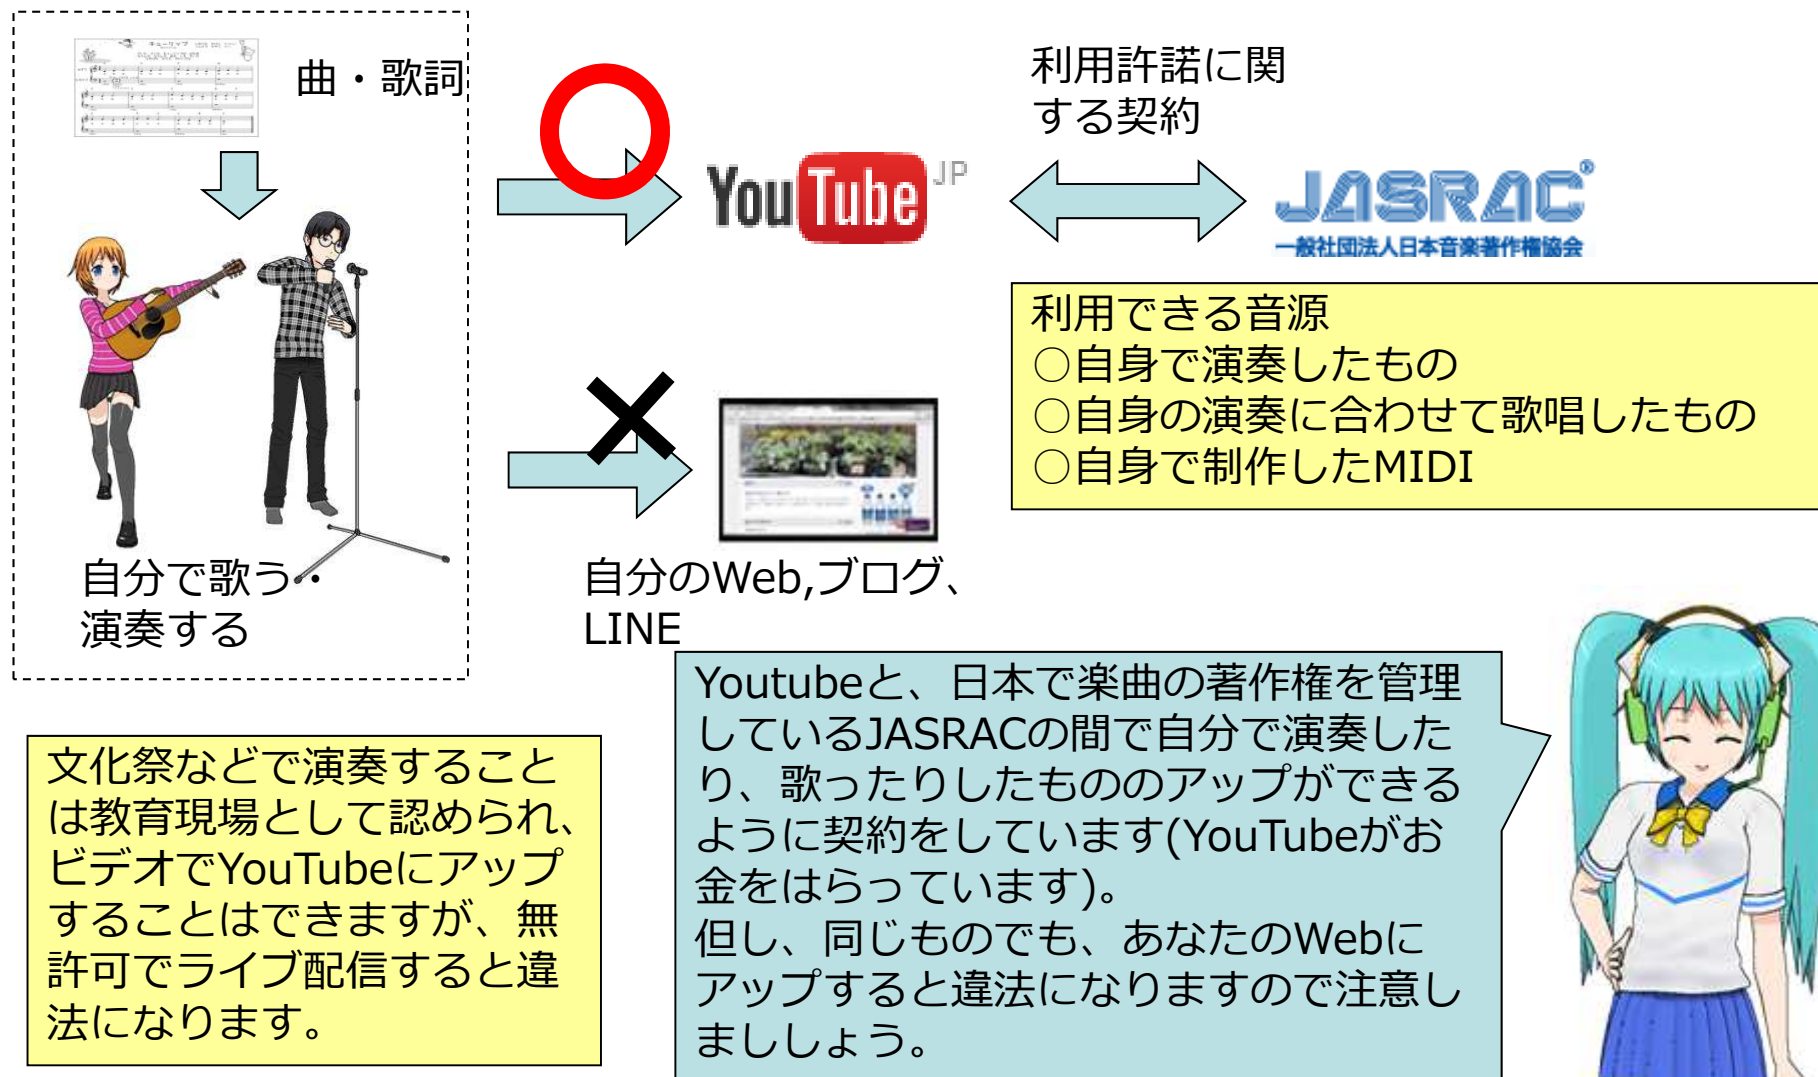 チューリップ
曲・歌詞
利用許諾に関
する契約
YouTube JP
JASRAC
一般社団法人日本音楽著作権協会
利用できる音源
○自身で演奏したもの
○自身の演奏に合わせて歌唱したもの
○自身で制作したMIDI
自分で歌う・
演奏する
自分のWeb,ブログ、
LINE
Youtubeと、日本で楽曲の著作権を管理
しているJASRACの間で自分で演奏した
り、歌ったりしたもののアップができる
ように契約をしています(YouTubeがお
金をはらっています)。
但し、同じものでも、あなたのWebに
アップすると違法になりますので注意し
まししょう。
文化祭などで演奏すること
は教育現場として認められ、
ビデオでYouTubeにアップ
することはできますが、無
許可でライブ配信すると違
法になります。